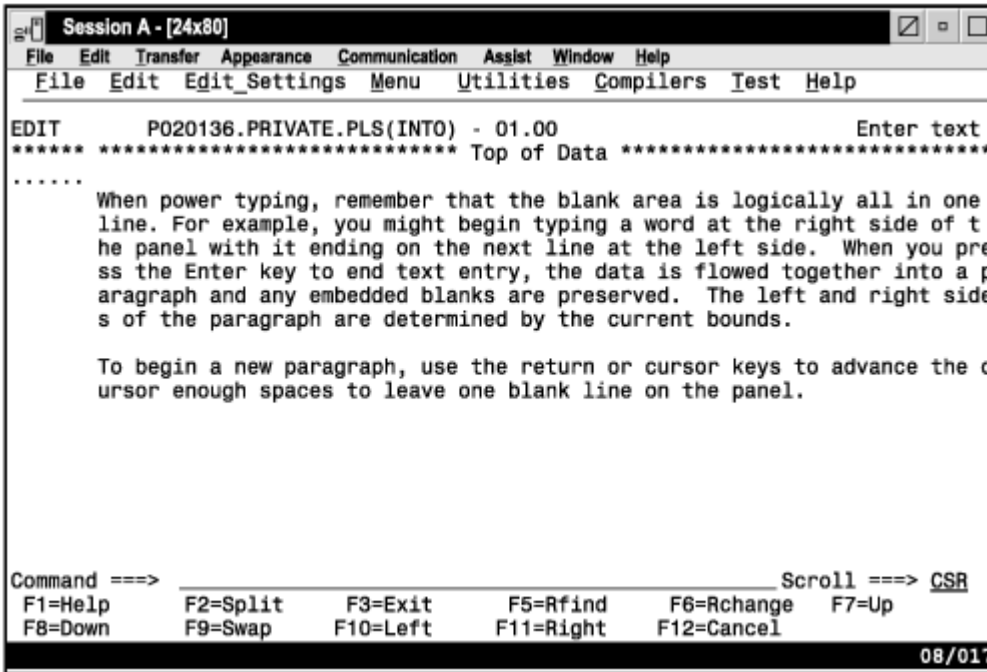 Session A - [24x80]
File Edit Transfer Appearance Communication Assist Window Help
File Edit Edit_Settings Menu Utilities Compilers Test Help
EDIT P020136.PRIVATE.PLS(INTO) - 01.00 Enter text
****** ***************************** Top of Data ******************************
......
When power typing, remember that the blank area is logically all in one
line. For example, you might begin typing a word at the right side of t
he panel with it ending on the next line at the left side. When you pre
ss the Enter key to end text entry, the data is flowed together into a p
aragraph and any embedded blanks are preserved. The left and right side
s of the paragraph are determined by the current bounds.
To begin a new paragraph, use the return or cursor keys to advance the c
ursor enough spaces to leave one blank line on the panel.
Command ===> Scroll ===> CSR
F1=Help F2=Split F3=Exit F5=Rfind F6=Rchange F7=Up
F8=Down F9=Swap F10=Left F11=Right F12=Cancel
08/017